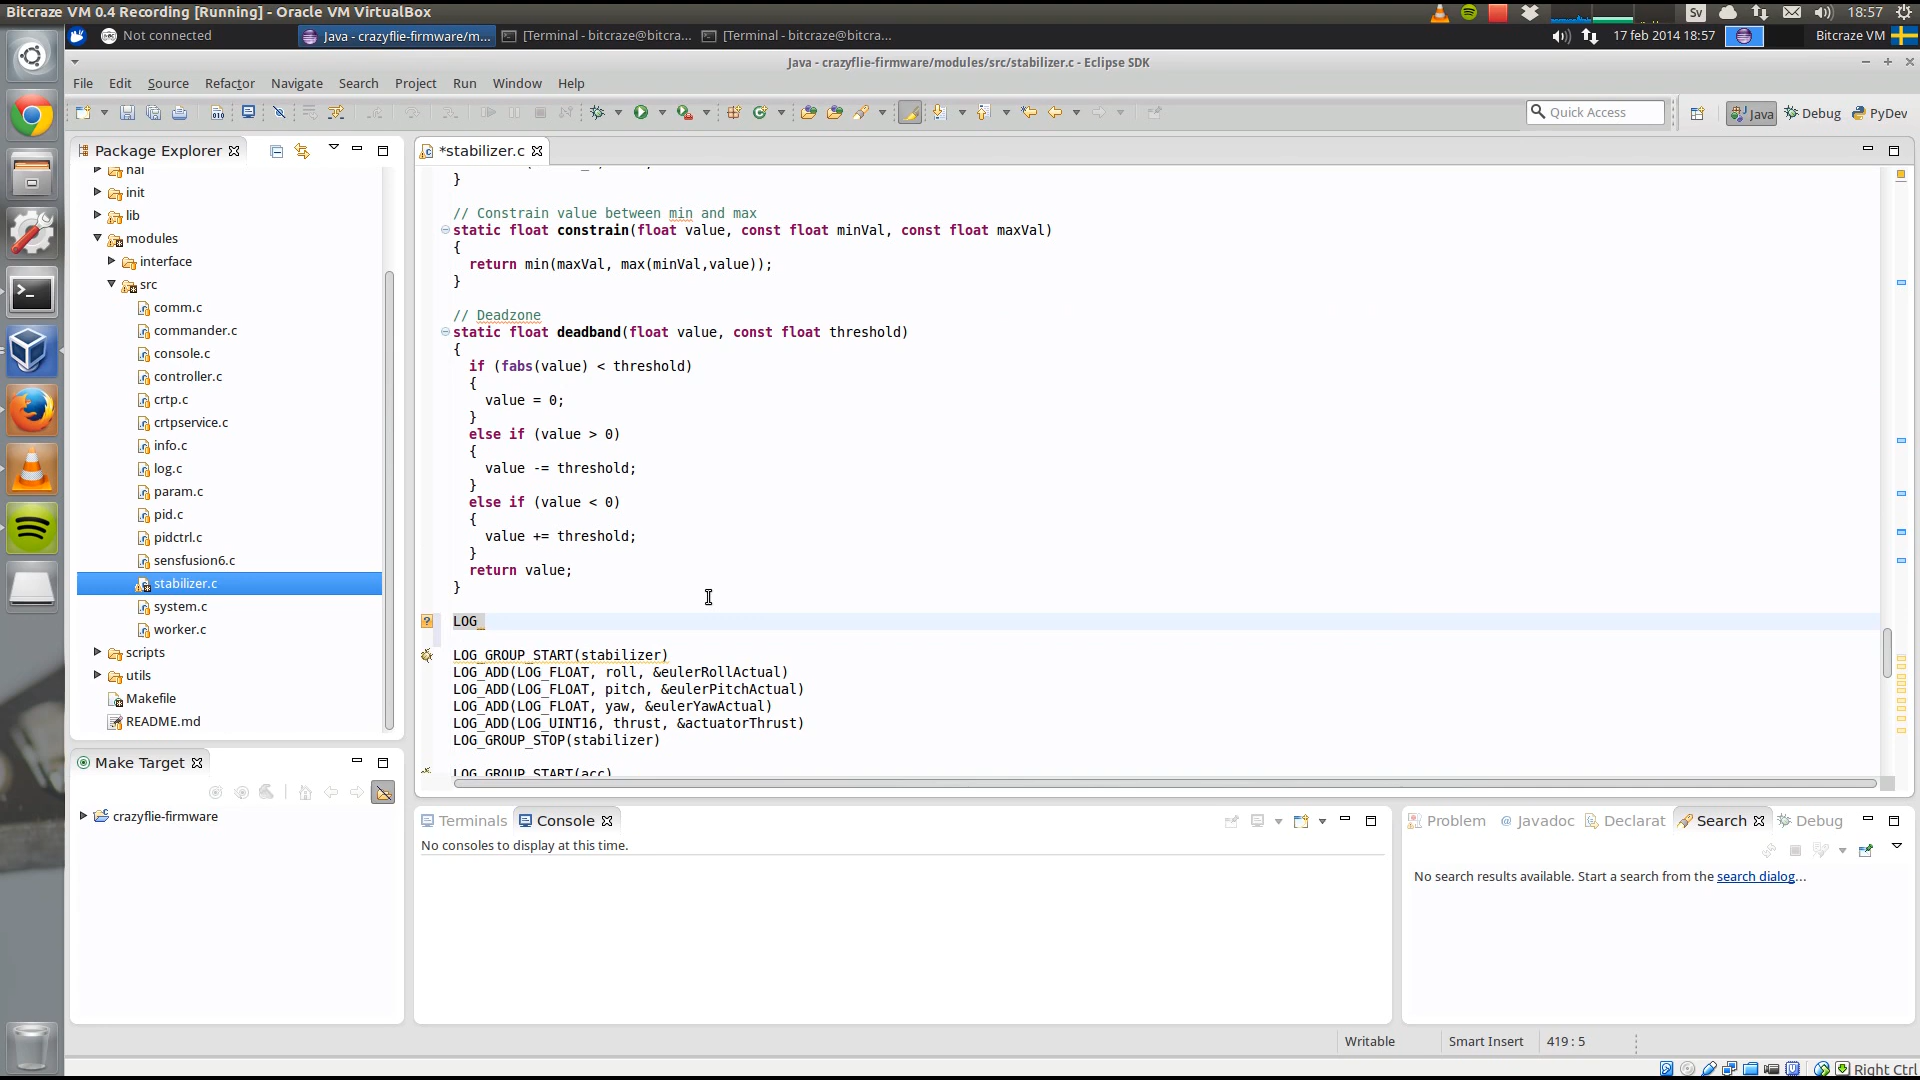 Bitcraze VM 0.4 Recording [Running] - Oracle VM VirtualBox
Sv
18:57
Not connected
Java - crazyflie-firmware/m...
[Terminal - bitcraze@bitcra...
[Terminal - bitcraze@bitcra...
17 feb 2014 18:57
Bitcraze VM
Java - crazyflie-firmware/modules/src/stabilizer.c - Eclipse SDK
File Edit Source Refactor Navigate Search Project Run Window Help
Quick Access
Java
Debug
PyDev
Package Explorer
hal
init
lib
modules
interface
src
comm.c
commander.c
console.c
controller.c
crtp.c
crtpservice.c
info.c
log.c
param.c
pid.c
pidctrl.c
sensfusion6.c
stabilizer.c
system.c
worker.c
scripts
utils
Makefile
README.md
Make Target
crazyflie-firmware
*stabilizer.c
}
// Constrain value between min and max
static float constrain(float value, const float minVal, const float maxVal)
{
return min(maxVal, max(minVal,value));
}
// Deadzone
static float deadband(float value, const float threshold)
{
if (fabs(value) < threshold)
{
value = 0;
}
else if (value > 0)
{
value -= threshold;
}
else if (value < 0)
{
value += threshold;
}
return value;
}
LOG_
LOG_GROUP_START(stabilizer)
LOG_ADD(LOG_FLOAT, roll, &eulerRollActual)
LOG_ADD(LOG_FLOAT, pitch, &eulerPitchActual)
LOG_ADD(LOG_FLOAT, yaw, &eulerYawActual)
LOG_ADD(LOG_UINT16, thrust, &actuatorThrust)
LOG_GROUP_STOP(stabilizer)
LOG_GROUP_START(acc)
Terminals
Console
No consoles to display at this time.
Problem
Javadoc
Declarat
Search
Debug
No search results available. Start a search from the search dialog...
Writable
Smart Insert
419 : 5
Right Ctrl